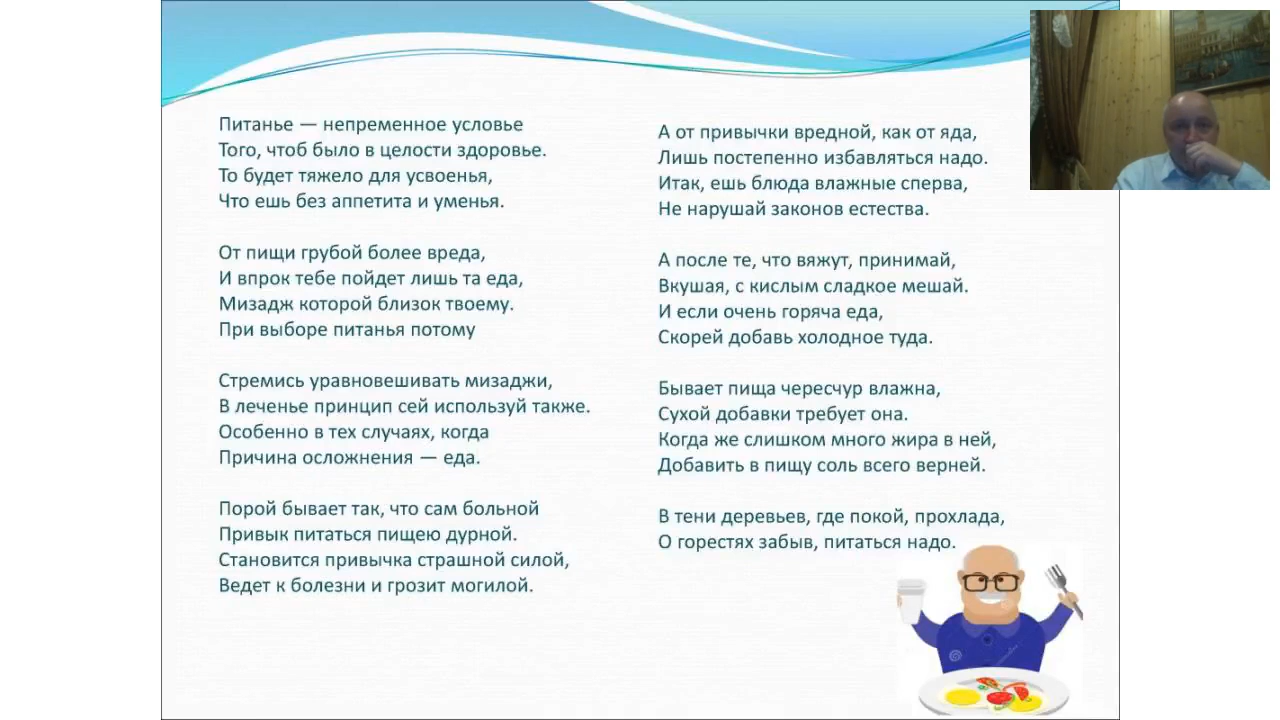 Питанье — непременное условье
Того, чтоб было в целости здоровье.
То будет тяжело для усвоенья,
Что ешь без аппетита и уменья.
От пищи грубой более вреда,
И впрок тебе пойдет лишь та еда,
Мизадж которой близок твоему.
При выборе питанья потому
Стремись уравновешивать мизаджи,
В леченье принцип сей используй также.
Особенно в тех случаях, когда
Причина осложнения — еда.
Порой бывает так, что сам больной
Привык питаться пищею дурной.
Становится привычка страшной силой,
Ведет к болезни и грозит могилой.
А от привычки вредной, как от яда,
Лишь постепенно избавляться надо.
Итак, ешь блюда влажные сперва,
Не нарушай законов естества.
А после те, что вяжут, принимай,
Вкушая, с кислым сладкое мешай.
И если очень горяча еда,
Скорей добавь холодное туда.
Бывает пища чересчур влажна,
Сухой добавки требует она.
Когда же слишком много жира в ней,
Добавить в пищу соль всего верней.
В тени деревьев, где покой, прохлада,
О горестях забыв, питаться надо.